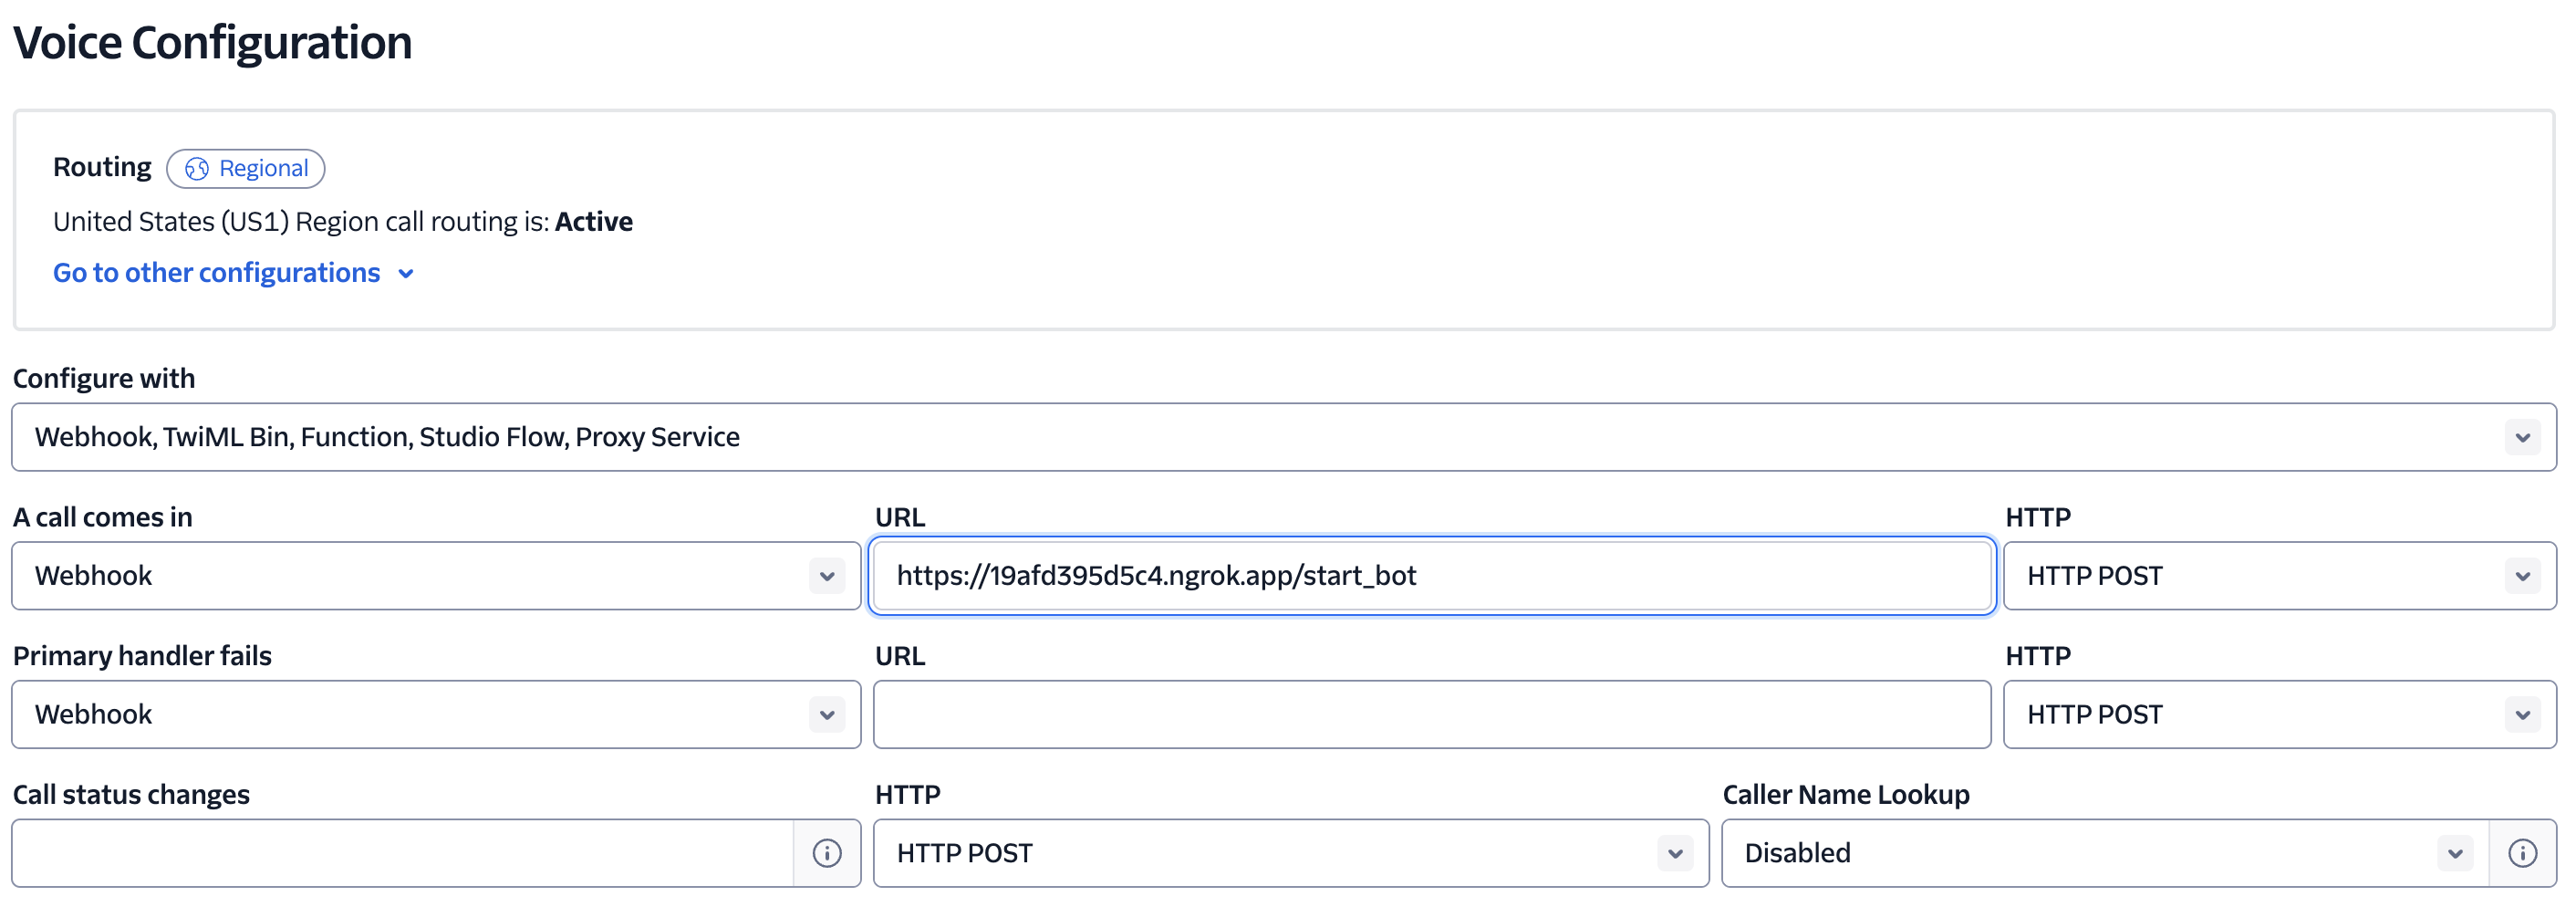 Voice Configuration
Routing Regional
United States (US1) Region call routing is: Active
Go to other configurations
Configure with
Webhook, TwiML Bin, Function, Studio Flow, Proxy Service
A call comes in URL HTTP
Webhook https://19afd395d5c4.ngrok.app/start_bot HTTP POST
Primary handler fails URL HTTP
Webhook HTTP POST
Call status changes HTTP Caller Name Lookup
HTTP POST Disabled